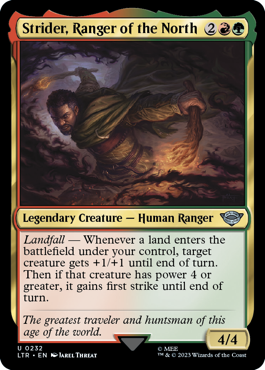 Strider, Ranger of the North 2
Legendary Creature — Human Ranger
Landfall — Whenever a land enters the
battlefield under your control, target
creature gets +1/+1 until end of turn.
Then if that creature has power 4 or
greater, it gains first strike until end of
turn.
The greatest traveler and huntsman of this
age of the world.
4/4
U 0232
LTR • EN JAREL THREAT
© MEE
™ & © 2023 Wizards of the Coast